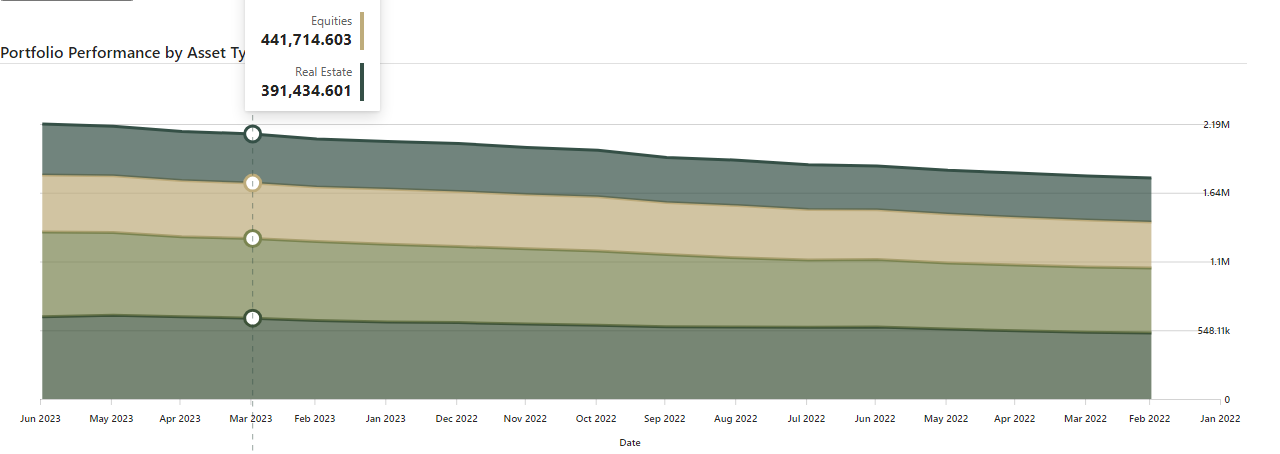 Equities
441,714.603
Real Estate
391,434.601
Portfolio Performance by Asset Ty
2.19M
1.64M
1.1M
548.11k
0
Jun 2023 May 2023 Apr 2023 Mar 2023 Feb 2023 Jan 2023 Dec 2022 Nov 2022 Oct 2022 Sep 2022 Aug 2022 Jul 2022 Jun 2022 May 2022 Apr 2022 Mar 2022 Feb 2022 Jan 2022
Date